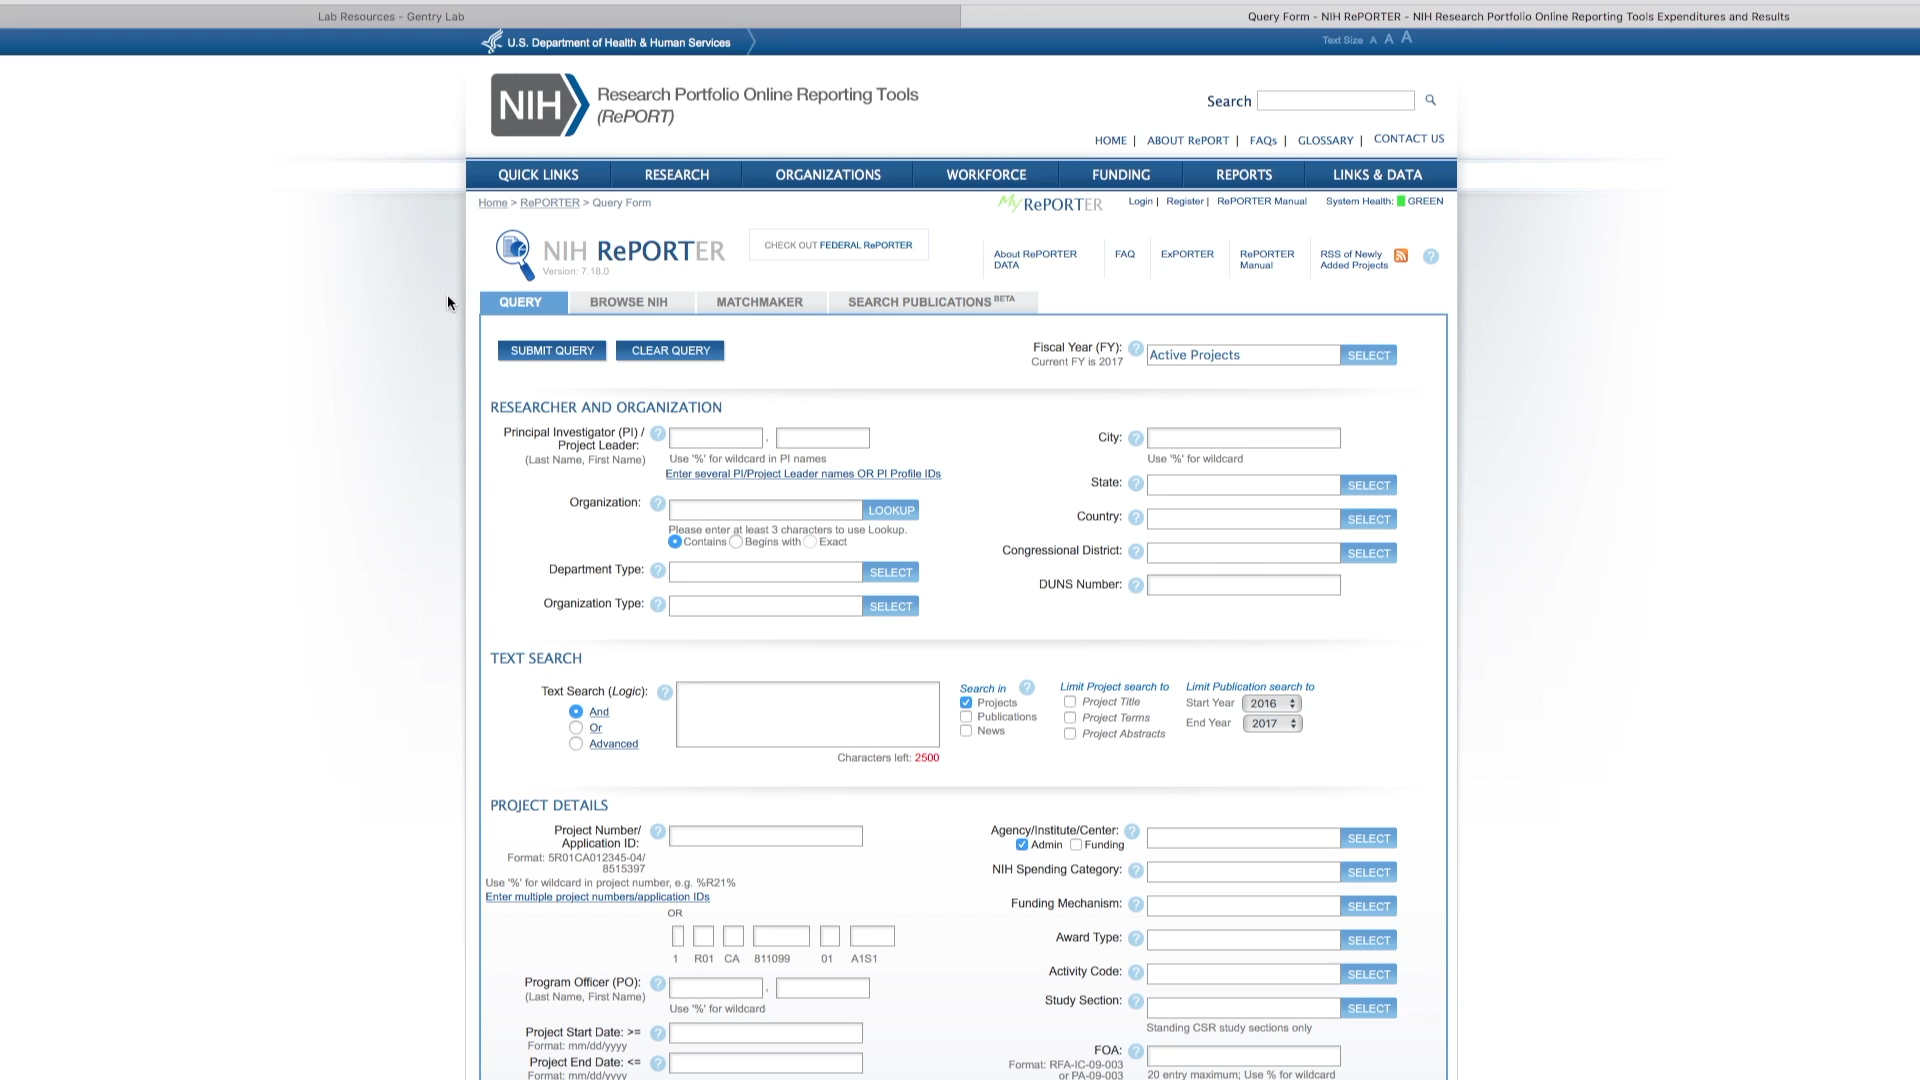 Lab Resources - Gentry Lab
Query Form - NIH RePORTER - NIH Research Portfolio Online Reporting Tools Expenditures and Results
U.S. Department of Health & Human Services
Text Size A A A
NIH Research Portfolio Online Reporting Tools
(RePORT)
Search
HOME | ABOUT RePORT | FAQs | GLOSSARY | CONTACT US
QUICK LINKS RESEARCH ORGANIZATIONS WORKFORCE FUNDING REPORTS LINKS & DATA
Home > RePORTER > Query Form
My RePORTER Login | Register | RePORTER Manual System Health: GREEN
NIH RePORTER
Version: 7.18.0
CHECK OUT FEDERAL RePORTER
About RePORTER
DATA
FAQ
ExPORTER
RePORTER
Manual
RSS of Newly
Added Projects
?
QUERY BROWSE NIH MATCHMAKER SEARCH PUBLICATIONS BETA
SUBMIT QUERY CLEAR QUERY
Fiscal Year (FY): ? Active Projects SELECT
Current FY is 2017
RESEARCHER AND ORGANIZATION
Principal Investigator (PI) / ?
Project Leader: ,
(Last Name, First Name) Use '%' for wildcard in PI names
Enter several PI/Project Leader names OR PI Profile IDs
Organization: ? LOOKUP
Please enter at least 3 characters to use Lookup.
Contains Begins with Exact
Department Type: ? SELECT
Organization Type: ? SELECT
City: ?
Use '%' for wildcard
State: ? SELECT
Country: ? SELECT
Congressional District: ? SELECT
DUNS Number: ?
TEXT SEARCH
Text Search (Logic): ?
And
Or
Advanced
Characters left: 2500
Search in ?
Projects
Publications
News
Limit Project search to
Project Title
Project Terms
Project Abstracts
Limit Publication search to
Start Year 2016
End Year 2017
PROJECT DETAILS
Project Number/ ?
Application ID:
Format: 5R01CA012345-04/
8515397
Use '%' for wildcard in project number, e.g. %R21%
Enter multiple project numbers/application IDs
OR
1 R01 CA 811099 01 A1S1
Program Officer (PO): ? ,
(Last Name, First Name)
Use '%' for wildcard
Project Start Date: >= ?
Format: mm/dd/yyyy
Project End Date: <= ?
Format: mm/dd/yyyy
Agency/Institute/Center: ? SELECT
Admin Funding
NIH Spending Category: ? SELECT
Funding Mechanism: ? SELECT
Award Type: ? SELECT
Activity Code: ? SELECT
Study Section: ? SELECT
Standing CSR study sections only
FOA: ?
Format: RFA-IC-09-003
or PA-09-003
20 entry maximum; Use % for wildcard